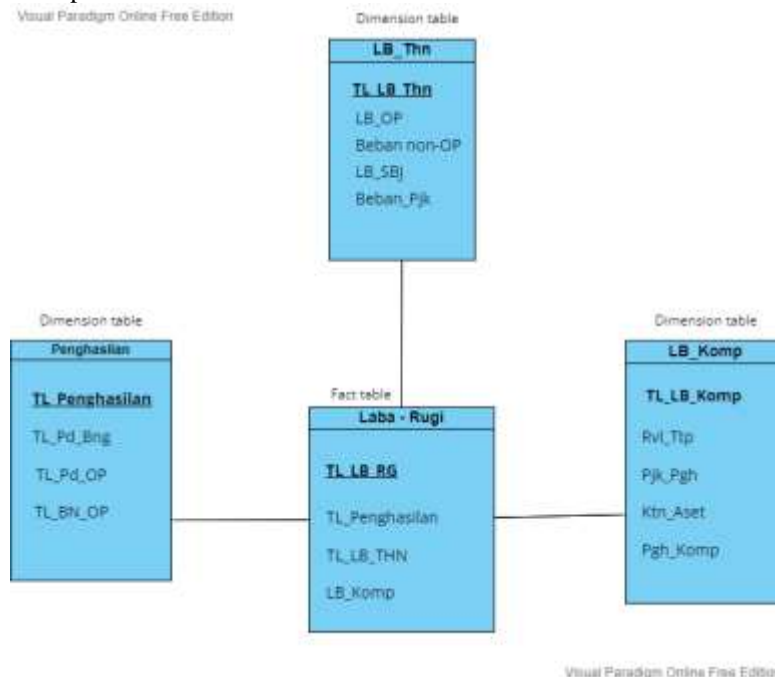 Visual Paradigm Online Free Edition
Dimension table
LB_Thn
TL_LB_Thn
LB_OP
Beban non-OP
LB_SBJ
Beban_Pjk
Dimension table
Penghasilan
TL_Penghasilan
TL_Pd_Bng
TL_Pd_OP
TL_BN_OP
Fact table
Laba - Rugi
TL_LB_RG
TL_Penghasilan
TL_LB_THN
LB_Komp
Dimension table
LB_Komp
TL_LB_Komp
Rvl_Ttp
Pjk_Pgh
Ktn_Aset
Pgh_Komp
Visual Paradigm Online Free Edition